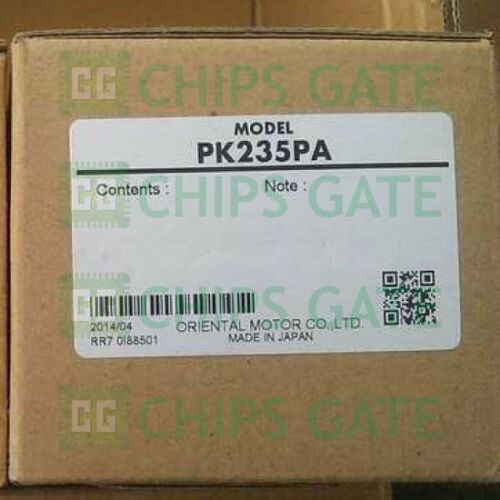 CG CHIPS GATE
MODEL
PK235PA
Contents : Note :
CG CHIPS GATE
CG CHIPS GATE
2014/04 ORIENTAL MOTOR CO.,LTD.
RR7 0I88501 MADE IN JAPAN
CG CHIPS GATE